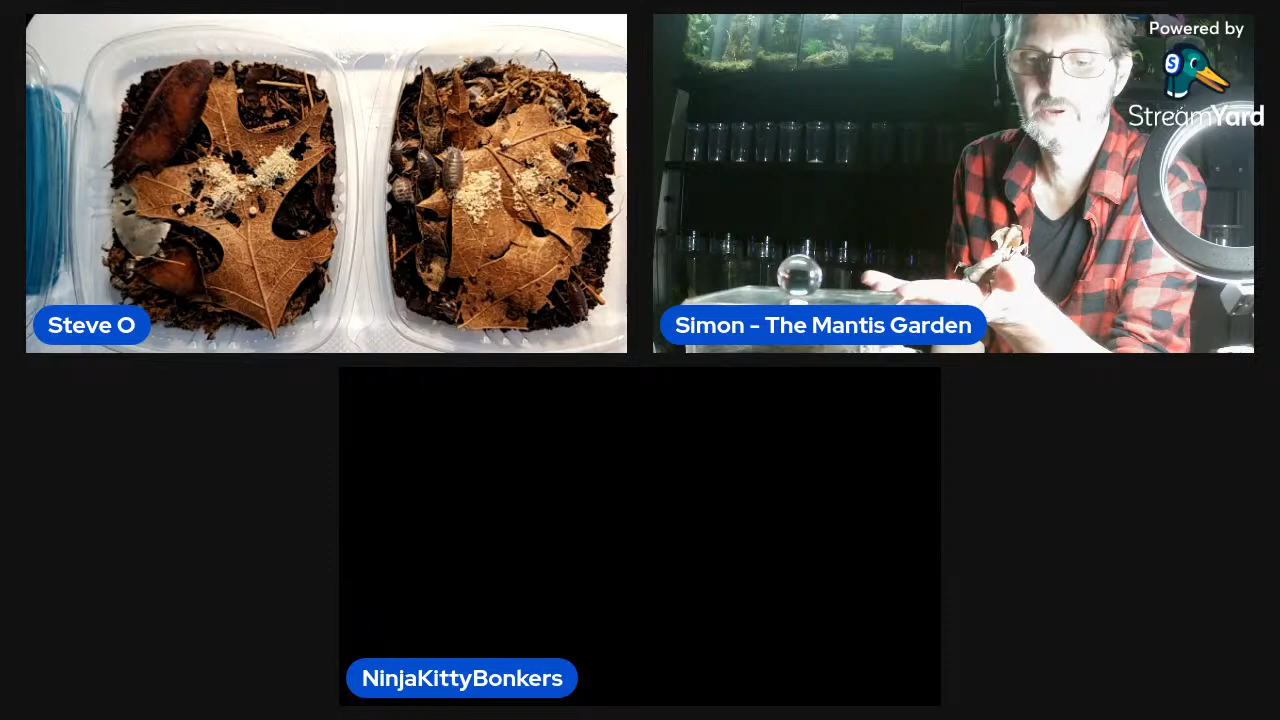 Powered by
S
StreamYard
Steve O
Simon - The Mantis Garden
NinjaKittyBonkers